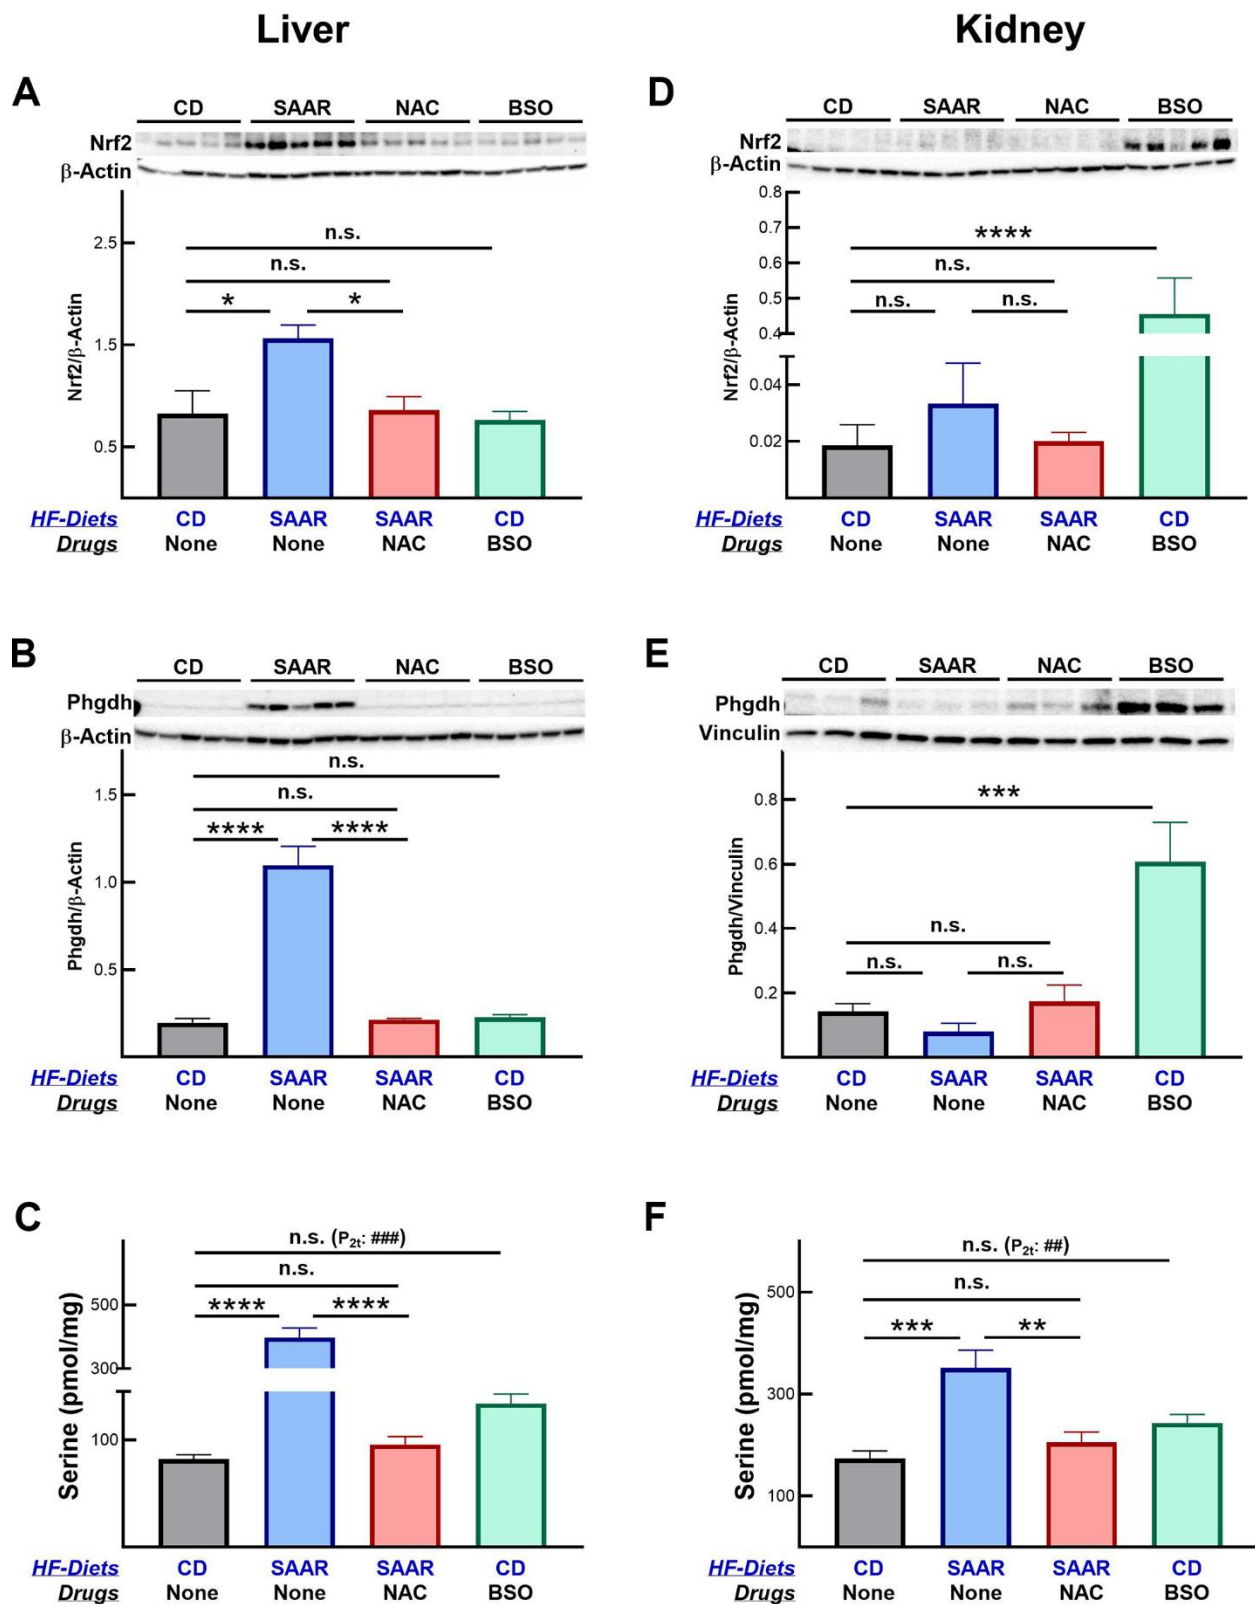 Liver
Kidney
A
CD SAAR NAC BSO
Nrf2
β-Actin
n.s.
n.s.
* *
Nrf2/β-Actin
2.5
1.5
0.5
HF-Diets CD SAAR SAAR CD
Drugs None None NAC BSO
D
CD SAAR NAC BSO
Nrf2
β-Actin
0.8
0.7
0.6
0.5
0.4
0.04
0.02
****
n.s.
n.s. n.s.
Nrf2/β-Actin
HF-Diets CD SAAR SAAR CD
Drugs None None NAC BSO
B
CD SAAR NAC BSO
Phgdh
β-Actin
n.s.
n.s.
**** ****
Phgdh/β-Actin
1.5
1.0
0.5
HF-Diets CD SAAR SAAR CD
Drugs None None NAC BSO
E
CD SAAR NAC BSO
Phgdh
Vinculin
***
n.s.
n.s. n.s.
Phgdh/Vinculin
0.8
0.6
0.4
0.2
HF-Diets CD SAAR SAAR CD
Drugs None None NAC BSO
C
n.s. (P2t: ###)
n.s.
**** ****
Serine (pmol/mg)
500
300
100
HF-Diets CD SAAR SAAR CD
Drugs None None NAC BSO
F
n.s. (P2t: ##)
n.s.
*** **
Serine (pmol/mg)
500
300
100
HF-Diets CD SAAR SAAR CD
Drugs None None NAC BSO